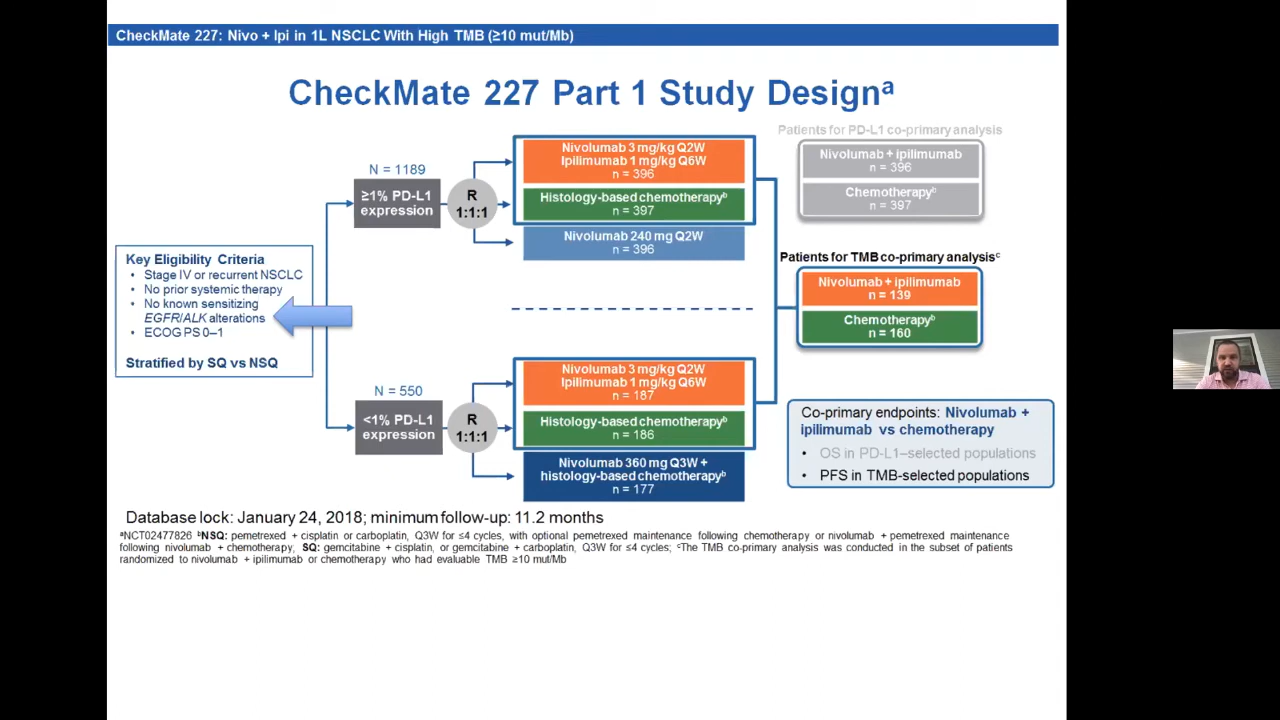 CheckMate 227: Nivo + Ipi in 1L NSCLC With High TMB (≥10 mut/Mb)
CheckMate 227 Part 1 Study Designᵃ
Key Eligibility Criteria
• Stage IV or recurrent NSCLC
• No prior systemic therapy
• No known sensitizing
EGFR/ALK alterations
• ECOG PS 0–1
Stratified by SQ vs NSQ
N = 1189
≥1% PD-L1
expression
R
1:1:1
Nivolumab 3 mg/kg Q2W
Ipilimumab 1 mg/kg Q6W
n = 396
Histology-based chemotherapyᵇ
n = 397
Nivolumab 240 mg Q2W
n = 396
N = 550
<1% PD-L1
expression
R
1:1:1
Nivolumab 3 mg/kg Q2W
Ipilimumab 1 mg/kg Q6W
n = 187
Histology-based chemotherapyᵇ
n = 186
Nivolumab 360 mg Q3W +
histology-based chemotherapyᵇ
n = 177
Patients for PD-L1 co-primary analysis
Nivolumab + ipilimumab
n = 396
Chemotherapyᵇ
n = 397
Patients for TMB co-primary analysisᶜ
Nivolumab + ipilimumab
n = 139
Chemotherapyᵇ
n = 160
Co-primary endpoints: Nivolumab +
ipilimumab vs chemotherapy
• OS in PD-L1–selected populations
• PFS in TMB-selected populations
Database lock: January 24, 2018; minimum follow-up: 11.2 months
ᵃNCT02477826 ᵇNSQ: pemetrexed + cisplatin or carboplatin, Q3W for ≤4 cycles, with optional pemetrexed maintenance following chemotherapy or nivolumab + pemetrexed maintenance
following nivolumab + chemotherapy; SQ: gemcitabine + cisplatin, or gemcitabine + carboplatin, Q3W for ≤4 cycles; ᶜThe TMB co-primary analysis was conducted in the subset of patients
randomized to nivolumab + ipilimumab or chemotherapy who had evaluable TMB ≥10 mut/Mb